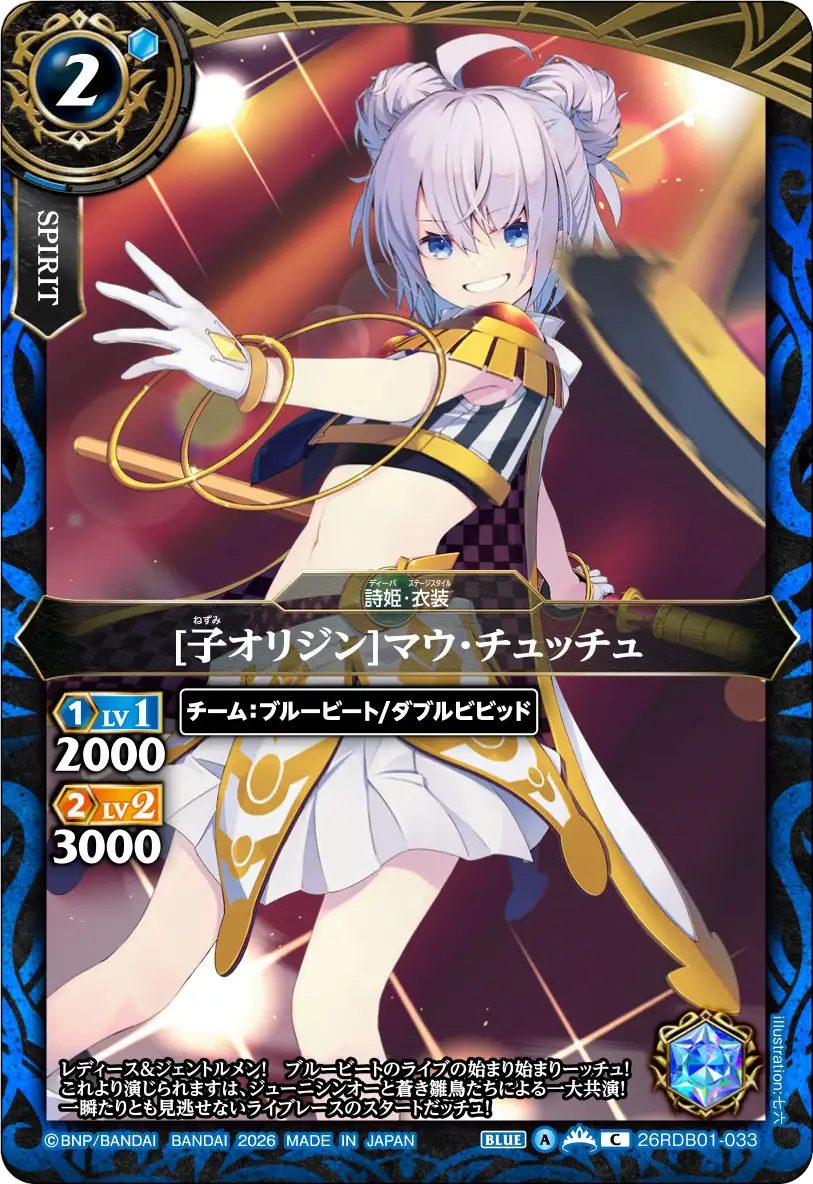 2
SPIRIT
ディーバ ステージスタイル
詩姫・衣装
ねずみ
[子オリジン]マウ・チュッチュ
1 LV1
2000
2 LV2
3000
チーム：ブルービート/ダブルビビッド
レディース&ジェントルメン！　ブルービートのライブの始まり始まりーッチュ！
これより演じられますは、ジューニシンオーと蒼き雛鳥たちによる一大共演！
一瞬たりとも見逃せないライブレースのスタートだッチュ！
illustration：七六
©BNP/BANDAI BANDAI 2026 MADE IN JAPAN
BLUE A C 26RDB01-033